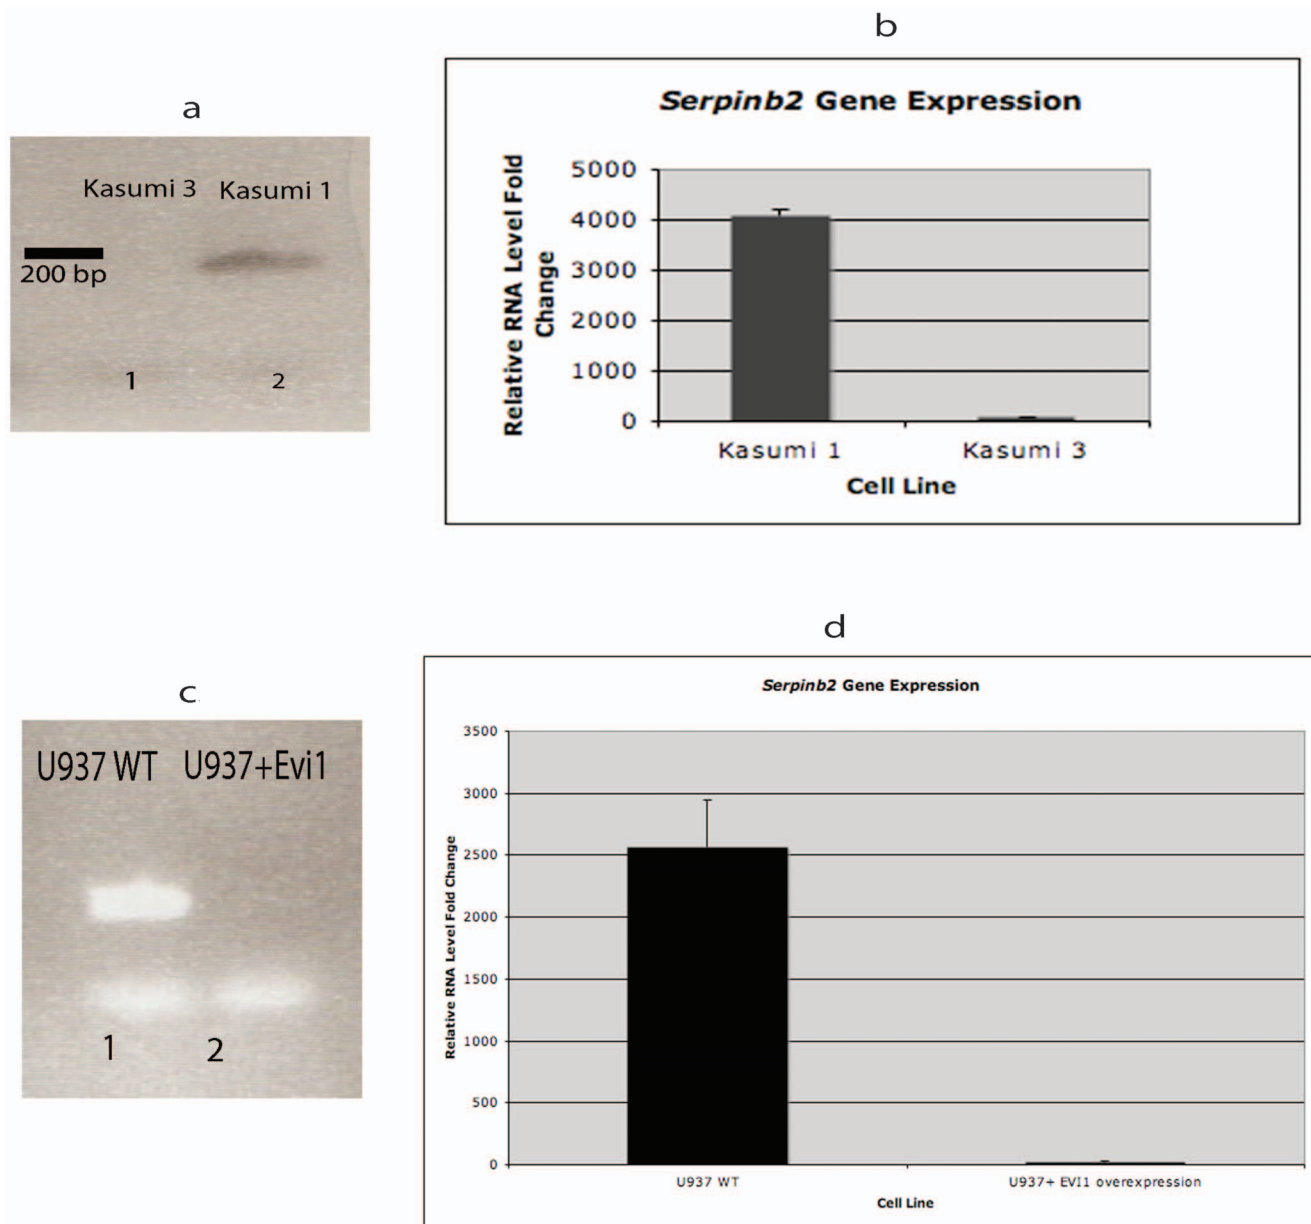 a
Kasumi 3 Kasumi 1
200 bp
1 2
b
Serpinb2 Gene Expression
Relative RNA Level Fold
Change
5000
4000
3000
2000
1000
0
Kasumi 1 Kasumi 3
Cell Line
c
U937 WT U937+Evi1
1 2
d
Serpinb2 Gene Expression
Relative RNA Level Fold Change
3500
3000
2500
2000
1500
1000
500
0
U937 WT U937+ EVI1 overexpression
Cell Line